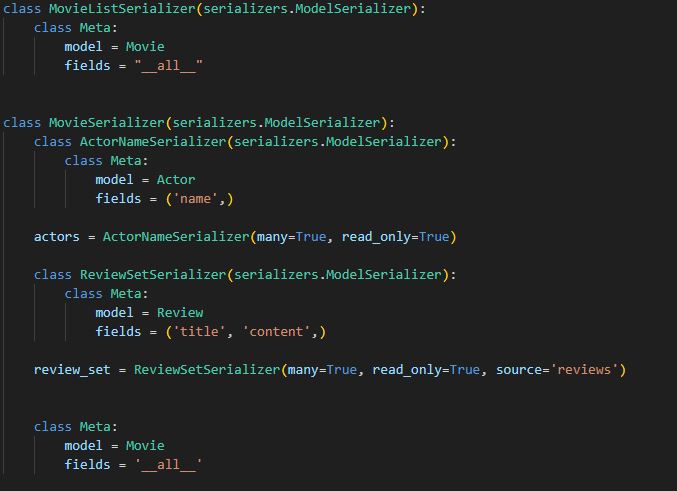 class MovieListSerializer(serializers.ModelSerializer):
    class Meta:
        model = Movie
        fields = "__all__"
class MovieSerializer(serializers.ModelSerializer):
    class ActorNameSerializer(serializers.ModelSerializer):
        class Meta:
            model = Actor
            fields = ('name',)
    actors = ActorNameSerializer(many=True, read_only=True)
    class ReviewSetSerializer(serializers.ModelSerializer):
        class Meta:
            model = Review
            fields = ('title', 'content',)
    review_set = ReviewSetSerializer(many=True, read_only=True, source='reviews')
    class Meta:
        model = Movie
        fields = '__all__'